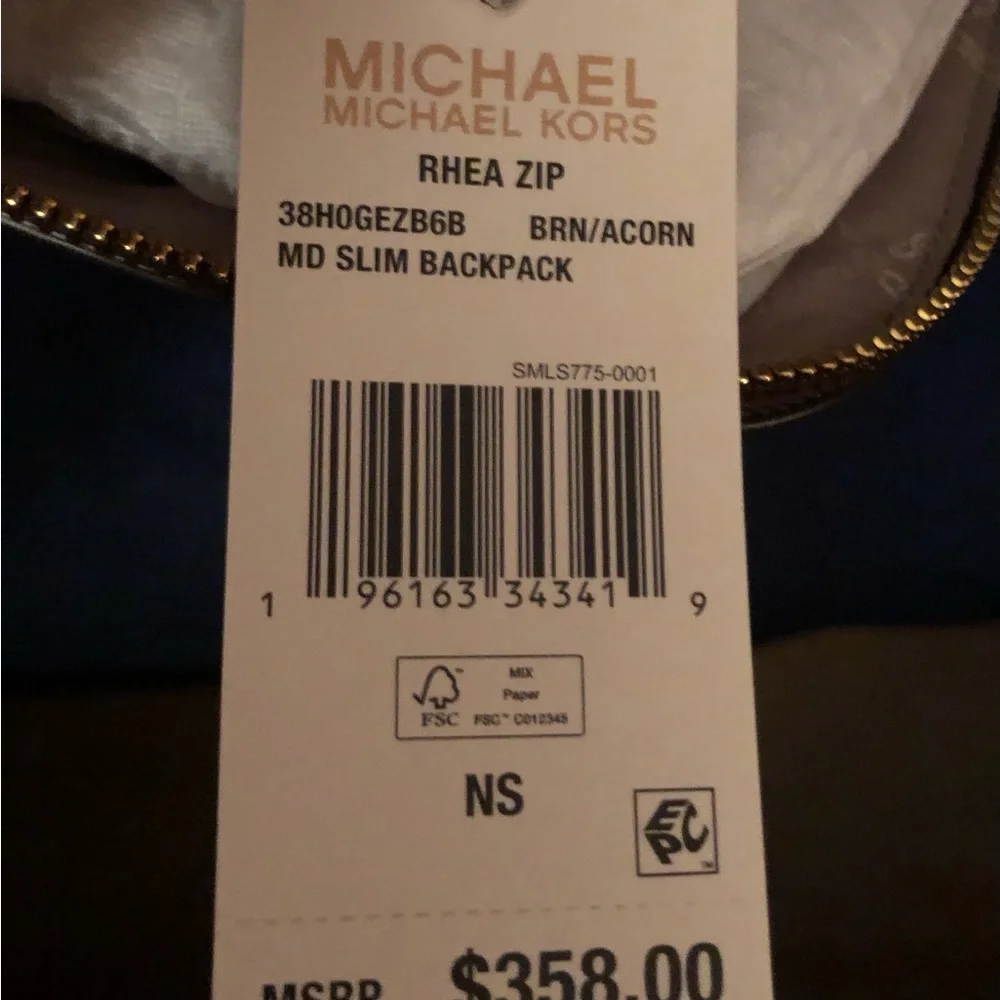 MICHAEL
MICHAEL KORS
RHEA ZIP
38H0GEZB6B BRN/ACORN
MD SLIM BACKPACK
SMLS775-0001
1 96163 34341 9
FSC
MIX
Paper
FSC™ C012345
NS
EPC™
MSRP $358.00